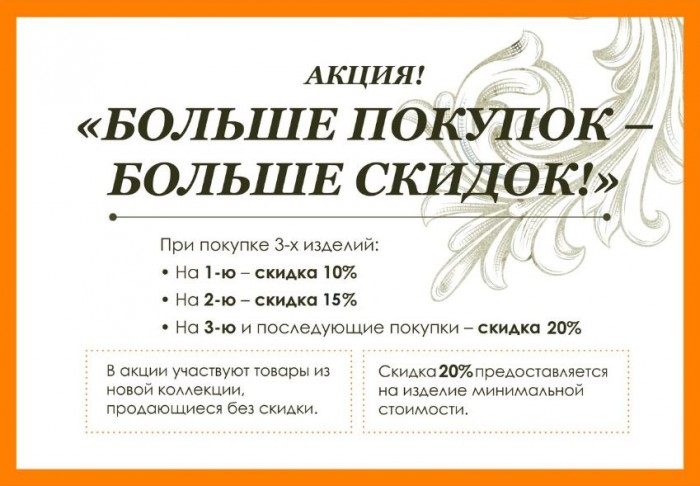 АКЦИЯ!
«БОЛЬШЕ ПОКУПОК –
БОЛЬШЕ СКИДОК!»
При покупке 3-х изделий:
• На 1-ю – скидка 10%
• На 2-ю – скидка 15%
• На 3-ю и последующие покупки – скидка 20%
В акции участвуют товары из
новой коллекции,
продающиеся без скидки.
Скидка 20% предоставляется
на изделие минимальной
стоимости.